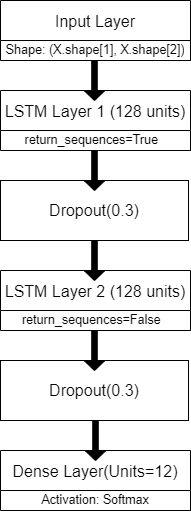 Input Layer
Shape: (X.shape[1], X.shape[2])
LSTM Layer 1 (128 units)
return_sequences=True
Dropout(0.3)
LSTM Layer 2 (128 units)
return_sequences=False
Dropout(0.3)
Dense Layer(Units=12)
Activation: Softmax